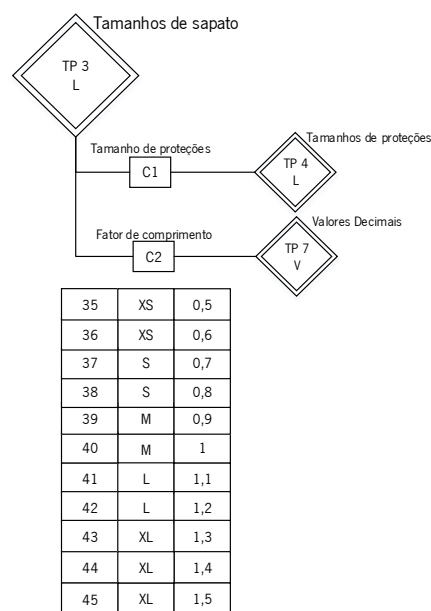 Tamanhos de sapato
TP 3
L
Tamanho de proteções
C1
Tamanhos de proteções
TP 4
L
Fator de comprimento
C2
Valores Decimais
TP 7
V
35 XS 0,5
36 XS 0,6
37 S 0,7
38 S 0,8
39 M 0,9
40 M 1
41 L 1,1
42 L 1,2
43 XL 1,3
44 XL 1,4
45 XL 1,5